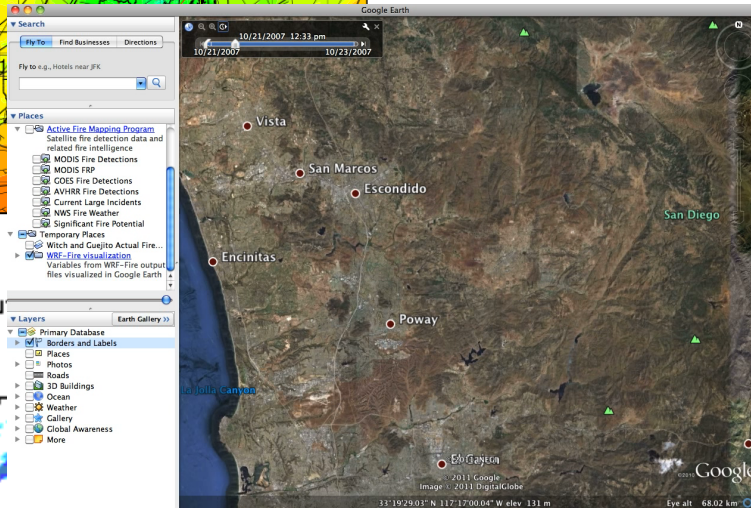 Google Earth
Search
Fly To
Find Businesses
Directions
Fly to e.g., Hotels near JFK
Places
Active Fire Mapping Program
Satellite fire detection data and
related fire intelligence
MODIS Fire Detections
MODIS FRP
GOES Fire Detections
AVHRR Fire Detections
Current Large Incidents
NWS Fire Weather
Significant Fire Potential
Temporary Places
Witch and Guejito Actual Fire...
WRF-Fire visualization
Variables from WRF-Fire output
files visualized in Google Earth
Layers
Earth Gallery >>
Primary Database
Borders and Labels
Places
Photos
Roads
3D Buildings
Ocean
Weather
Gallery
Global Awareness
More
10/21/2007 12:33 pm
10/21/2007
10/23/2007
N
Vista
San Marcos
Escondido
San Diego
Encinitas
Poway
La Jolla Canyon
©2011 Google
Image © 2011 DigitalGlobe
©2010 Google
33°19'29.03" N 117°17'00.04" W elev 131 m
Eye alt 68.02 km